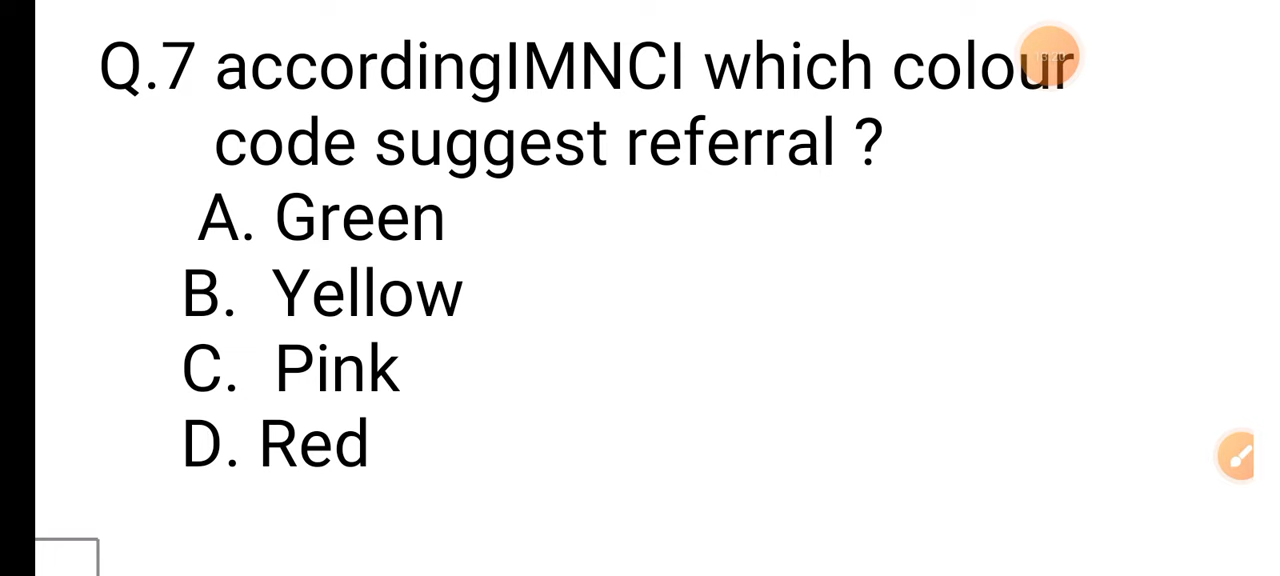 Q.7 accordingIMNCI which colour
code suggest referral ?
A. Green
B. Yellow
C. Pink
D. Red